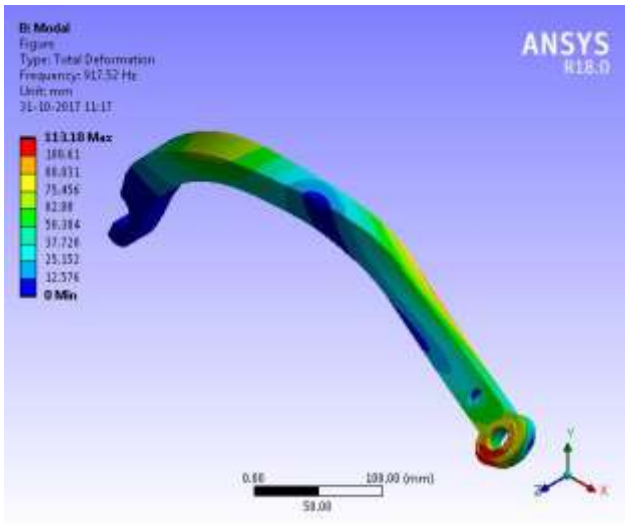 B: Modal
Figure
Type: Total Deformation
Frequency: 917.52 Hz
Unit: mm
31-10-2017 11:17
ANSYS
R18.0
113.18 Max
100.61
88.031
75.456
62.88
50.304
37.728
25.152
12.576
0 Min
0.00
100.00 (mm)
50.00
Y
Z
X